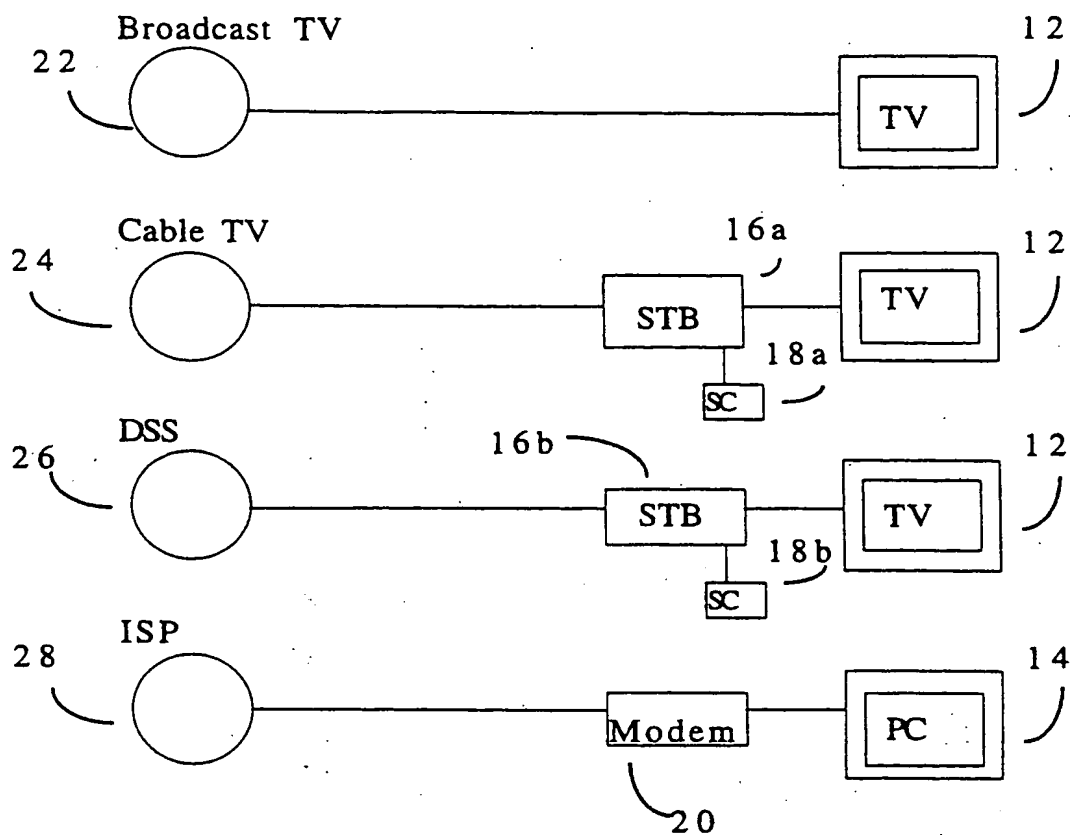 Broadcast TV
22
12
TV
Cable TV
24
16a
12
STB
TV
18a
SC
DSS
26
16b
12
STB
TV
18b
SC
ISP
28
14
Modem
PC
20